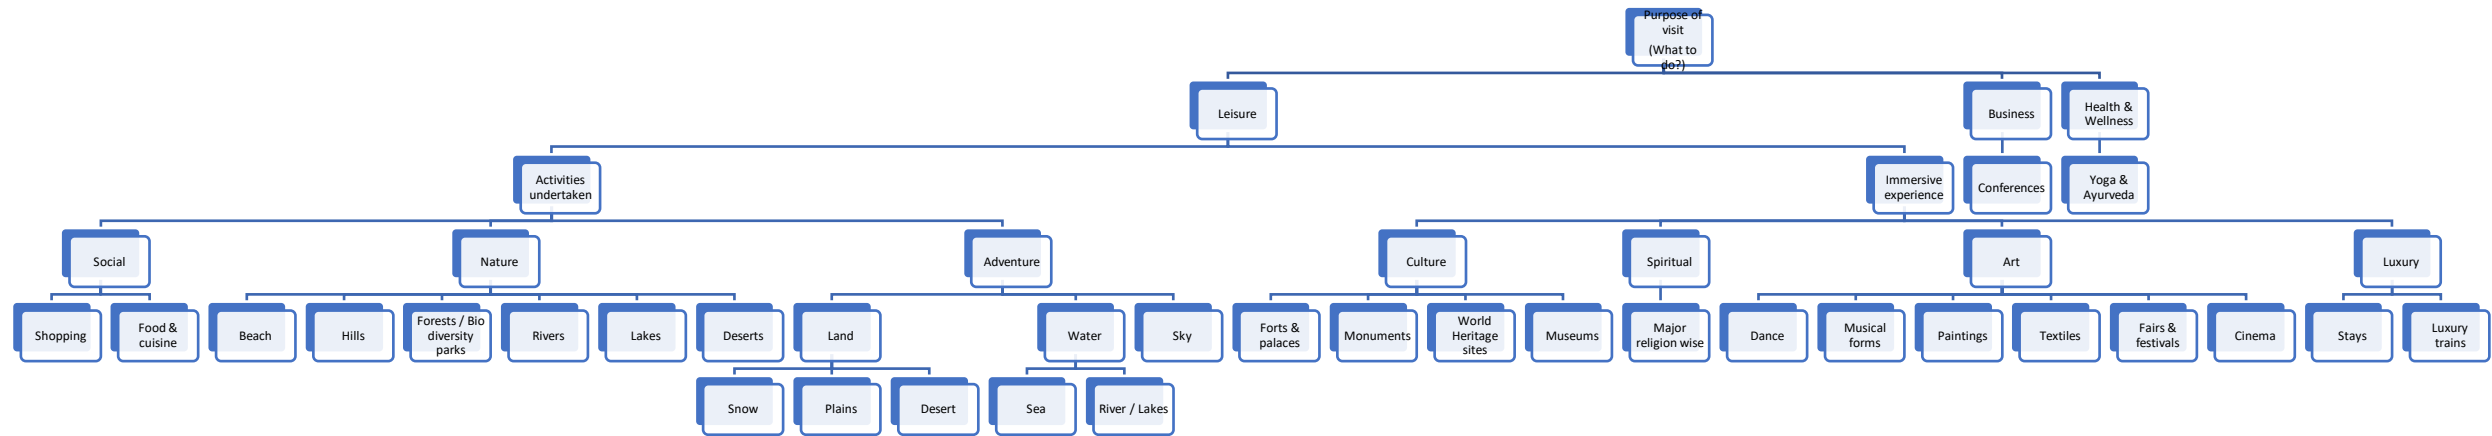 Purpose of
visit
(What to
do?)
Leisure
Business
Health &
Wellness
Activities
undertaken
Immersive
experience
Conferences
Yoga &
Ayurveda
Social
Nature
Adventure
Culture
Spiritual
Art
Luxury
Shopping
Food &
cuisine
Beach
Hills
Forests / Bio
diversity
parks
Rivers
Lakes
Deserts
Land
Water
Sky
Forts &
palaces
Monuments
World
Heritage
sites
Museums
Major
religion wise
Dance
Musical
forms
Paintings
Textiles
Fairs &
festivals
Cinema
Stays
Luxury
trains
Snow
Plains
Desert
Sea
River / Lakes